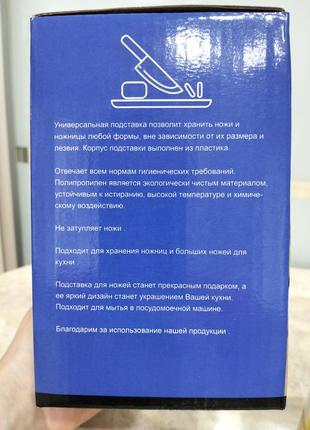 Универсальная подставка позволит хранить ножи и
ножницы любой формы, вне зависимости от их размера и
лезвия. Корпус подставки выполнен из пластика.
Отвечает всем нормам гигиенических требований.
Полипропилен является экологически чистым материалом,
устойчивым к истиранию, высокой температуре и химиче-
скому воздействию.
Не затупляет ножи .
Подходит для хранения ножниц и больших ножей для
кухни .
Подставка для ножей станет прекрасным подарком, а
ее яркий дизайн станет украшением Вашей кухни.
Подходит для мытья в посудомоечной машине.
Благодарим за использование нашей продукции .